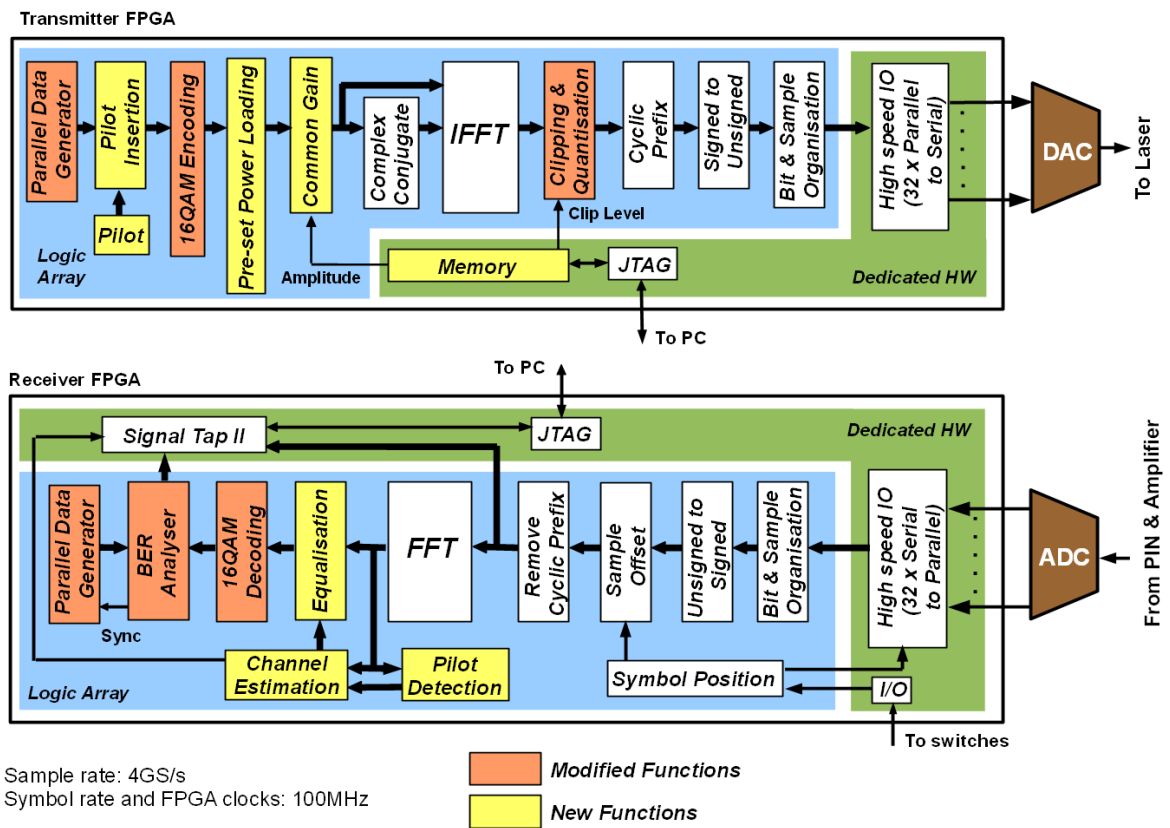 Transmitter FPGA
Parallel Data
Generator
Pilot
Insertion
Pilot
16QAM Encoding
Pre-set Power Loading
Common Gain
Complex
Conjugate
IFFT
Clipping &
Quantisation
Cyclic
Prefix
Signed to
Unsigned
Bit & Sample
Organisation
High speed IO
(32 x Parallel
to Serial)
DAC
To Laser
Logic
Array
Amplitude
Clip Level
Memory
JTAG
Dedicated HW
To PC
Receiver FPGA
To PC
Signal Tap II
JTAG
Dedicated HW
Parallel Data
Generator
BER
Analyser
16QAM
Decoding
Equalisation
FFT
Remove
Cyclic Prefix
Sample
Offset
Unsigned to
Signed
Bit & Sample
Organisation
High speed IO
(32 x Serial
to Parallel)
ADC
From PIN & Amplifier
Sync
Channel
Estimation
Pilot
Detection
Symbol Position
I/O
Logic Array
To switches
Sample rate: 4GS/s
Symbol rate and FPGA clocks: 100MHz
Modified Functions
New Functions